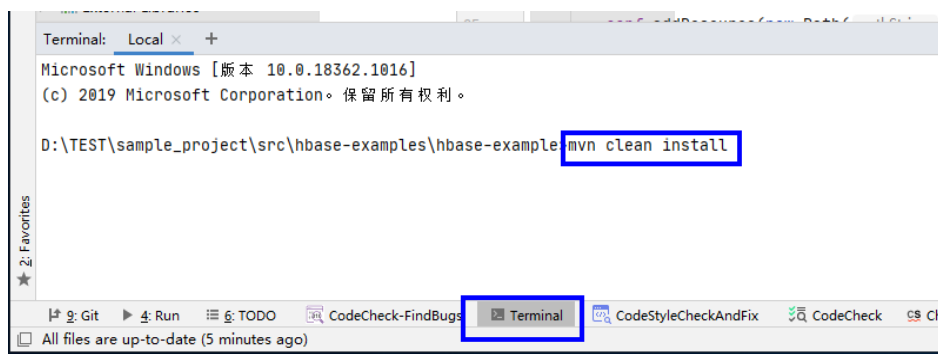 Terminal: Local × +
Microsoft Windows [版本 10.0.18362.1016]
(c) 2019 Microsoft Corporation。保留所有权利。
D:\TEST\sample_project\src\hbase-examples\hbase-example>mvn clean install
2: Favorites
9: Git 4: Run 6: TODO CodeCheck-FindBugs Terminal CodeStyleCheckAndFix CodeCheck
All files are up-to-date (5 minutes ago)